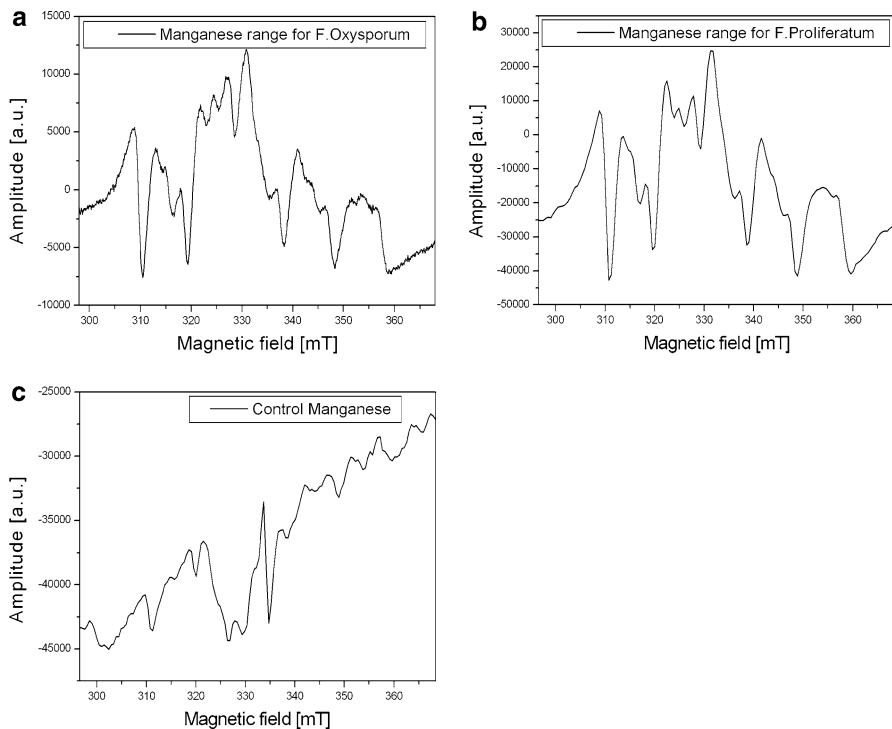 a
Manganese range for F.Oxysporum
15000
10000
5000
0
-5000
-10000
Amplitude [a.u.]
300 310 320 330 340 350 360
Magnetic field [mT]
b
Manganese range for F.Proliferatum
30000
20000
10000
0
-10000
-20000
-30000
-40000
-50000
Amplitude [a.u.]
300 310 320 330 340 350 360
Magnetic field [mT]
c
Control Manganese
-25000
-30000
-35000
-40000
-45000
Amplitude [a.u.]
300 310 320 330 340 350 360
Magnetic field [mT]